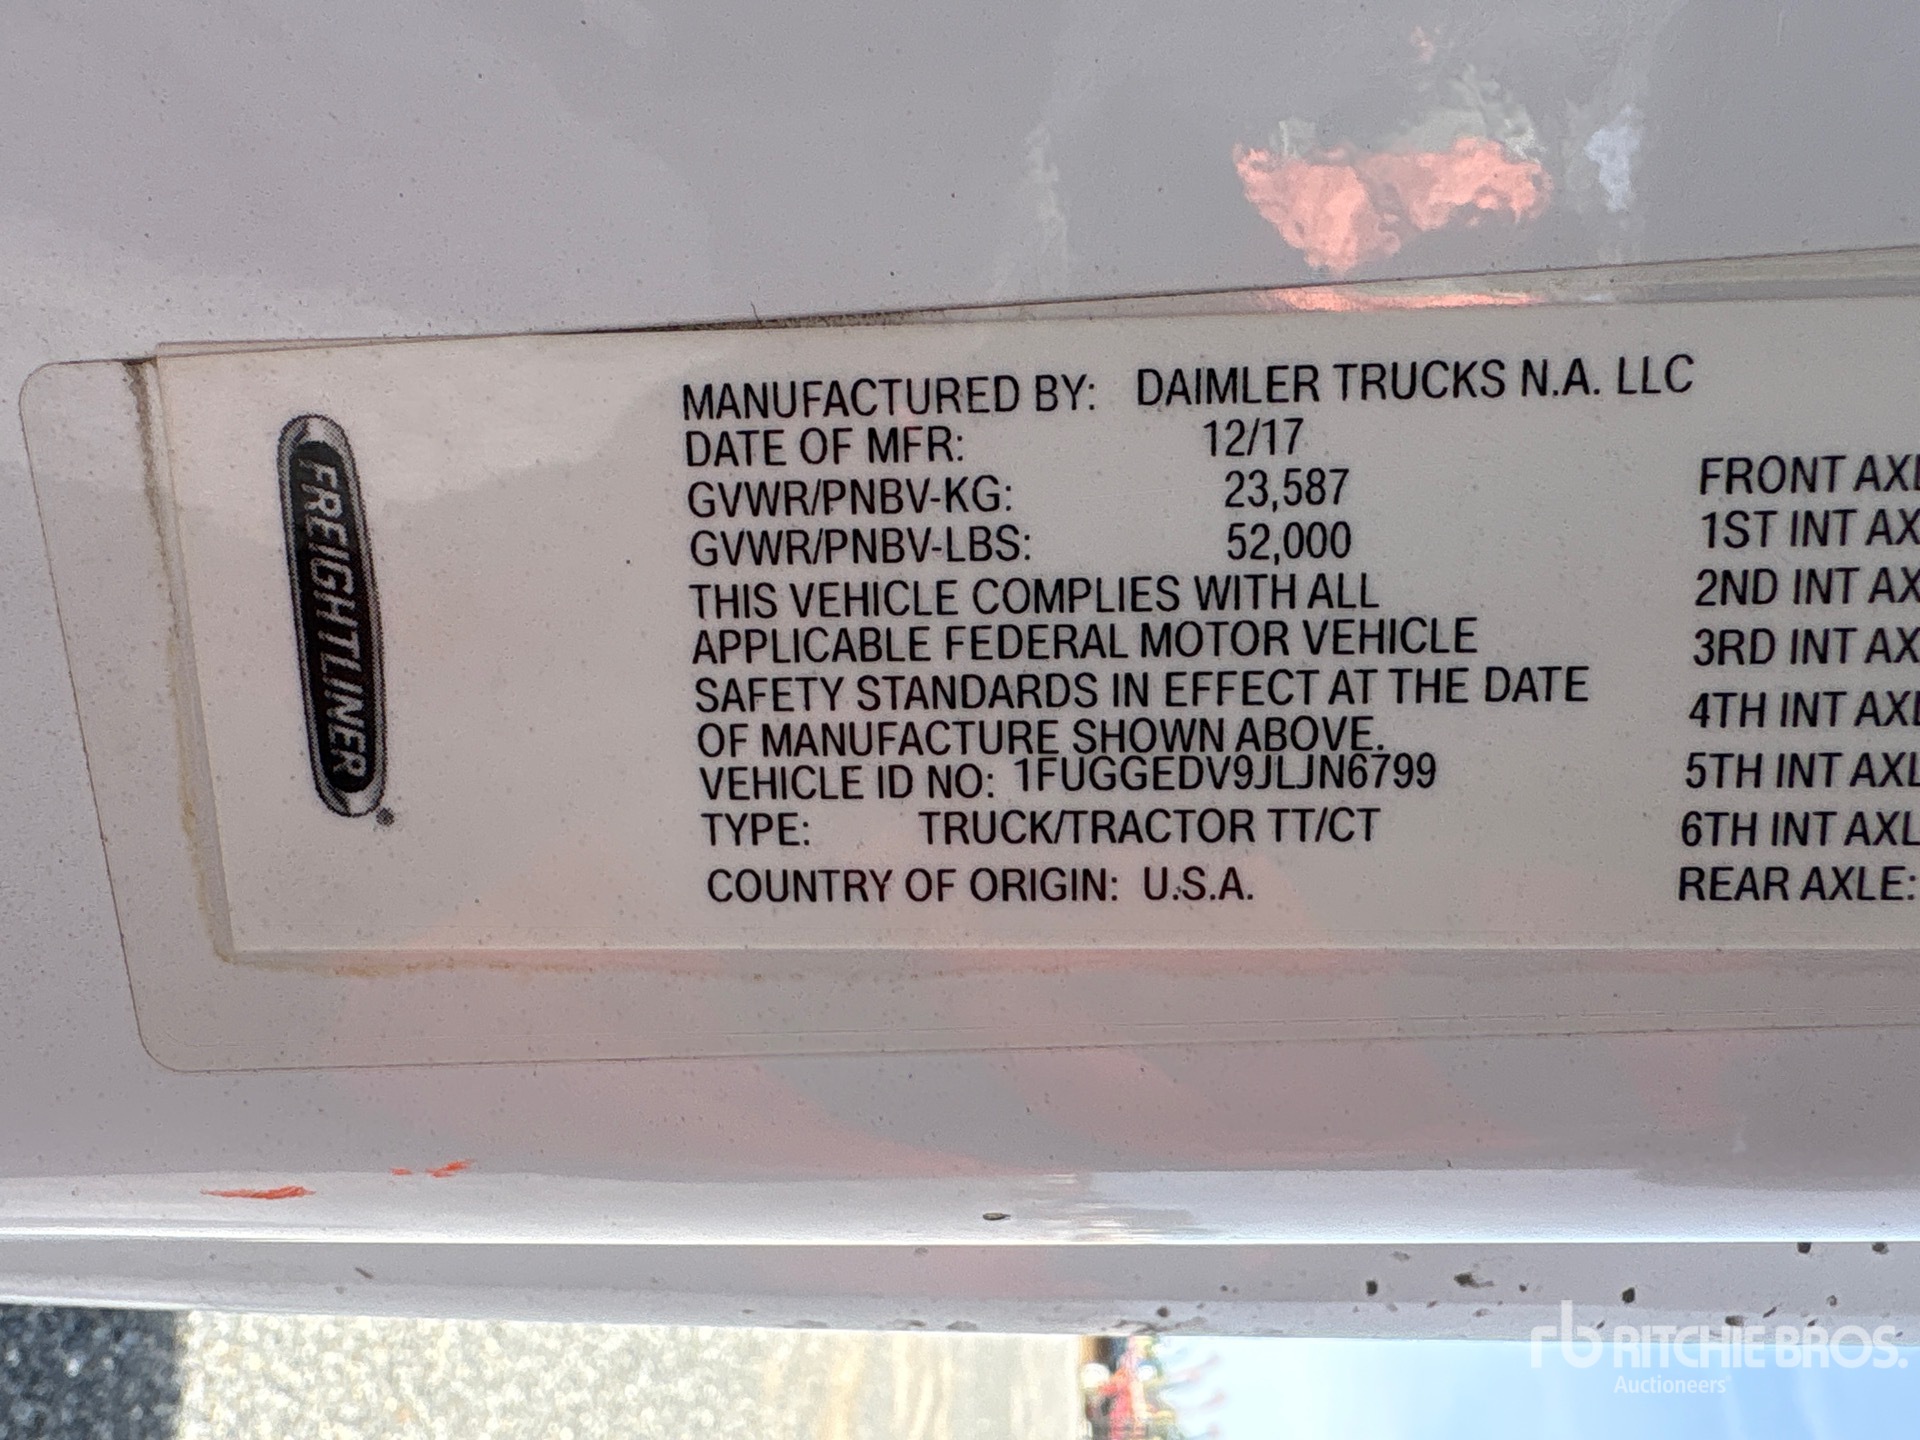 FREIGHTLINER
MANUFACTURED BY: DAIMLER TRUCKS N.A. LLC
DATE OF MFR: 12/17
GVWR/PNBV-KG: 23,587
GVWR/PNBV-LBS: 52,000
THIS VEHICLE COMPLIES WITH ALL
APPLICABLE FEDERAL MOTOR VEHICLE
SAFETY STANDARDS IN EFFECT AT THE DATE
OF MANUFACTURE SHOWN ABOVE.
VEHICLE ID NO: 1FUGGEDV9JLJN6799
TYPE: TRUCK/TRACTOR TT/CT
COUNTRY OF ORIGIN: U.S.A.
FRONT AXL
1ST INT AX
2ND INT AX
3RD INT AX
4TH INT AXL
5TH INT AXL
6TH INT AXL
REAR AXLE:
rb RITCHIE BROS.
Auctioneers